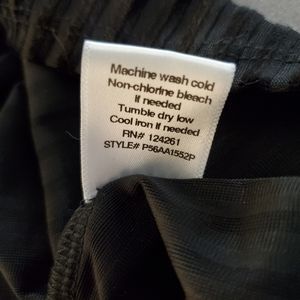 Machine wash cold
Non-chlorine bleach
if needed
Tumble dry low
Cool iron if needed
RN# 124261
STYLE# P56AA1552P